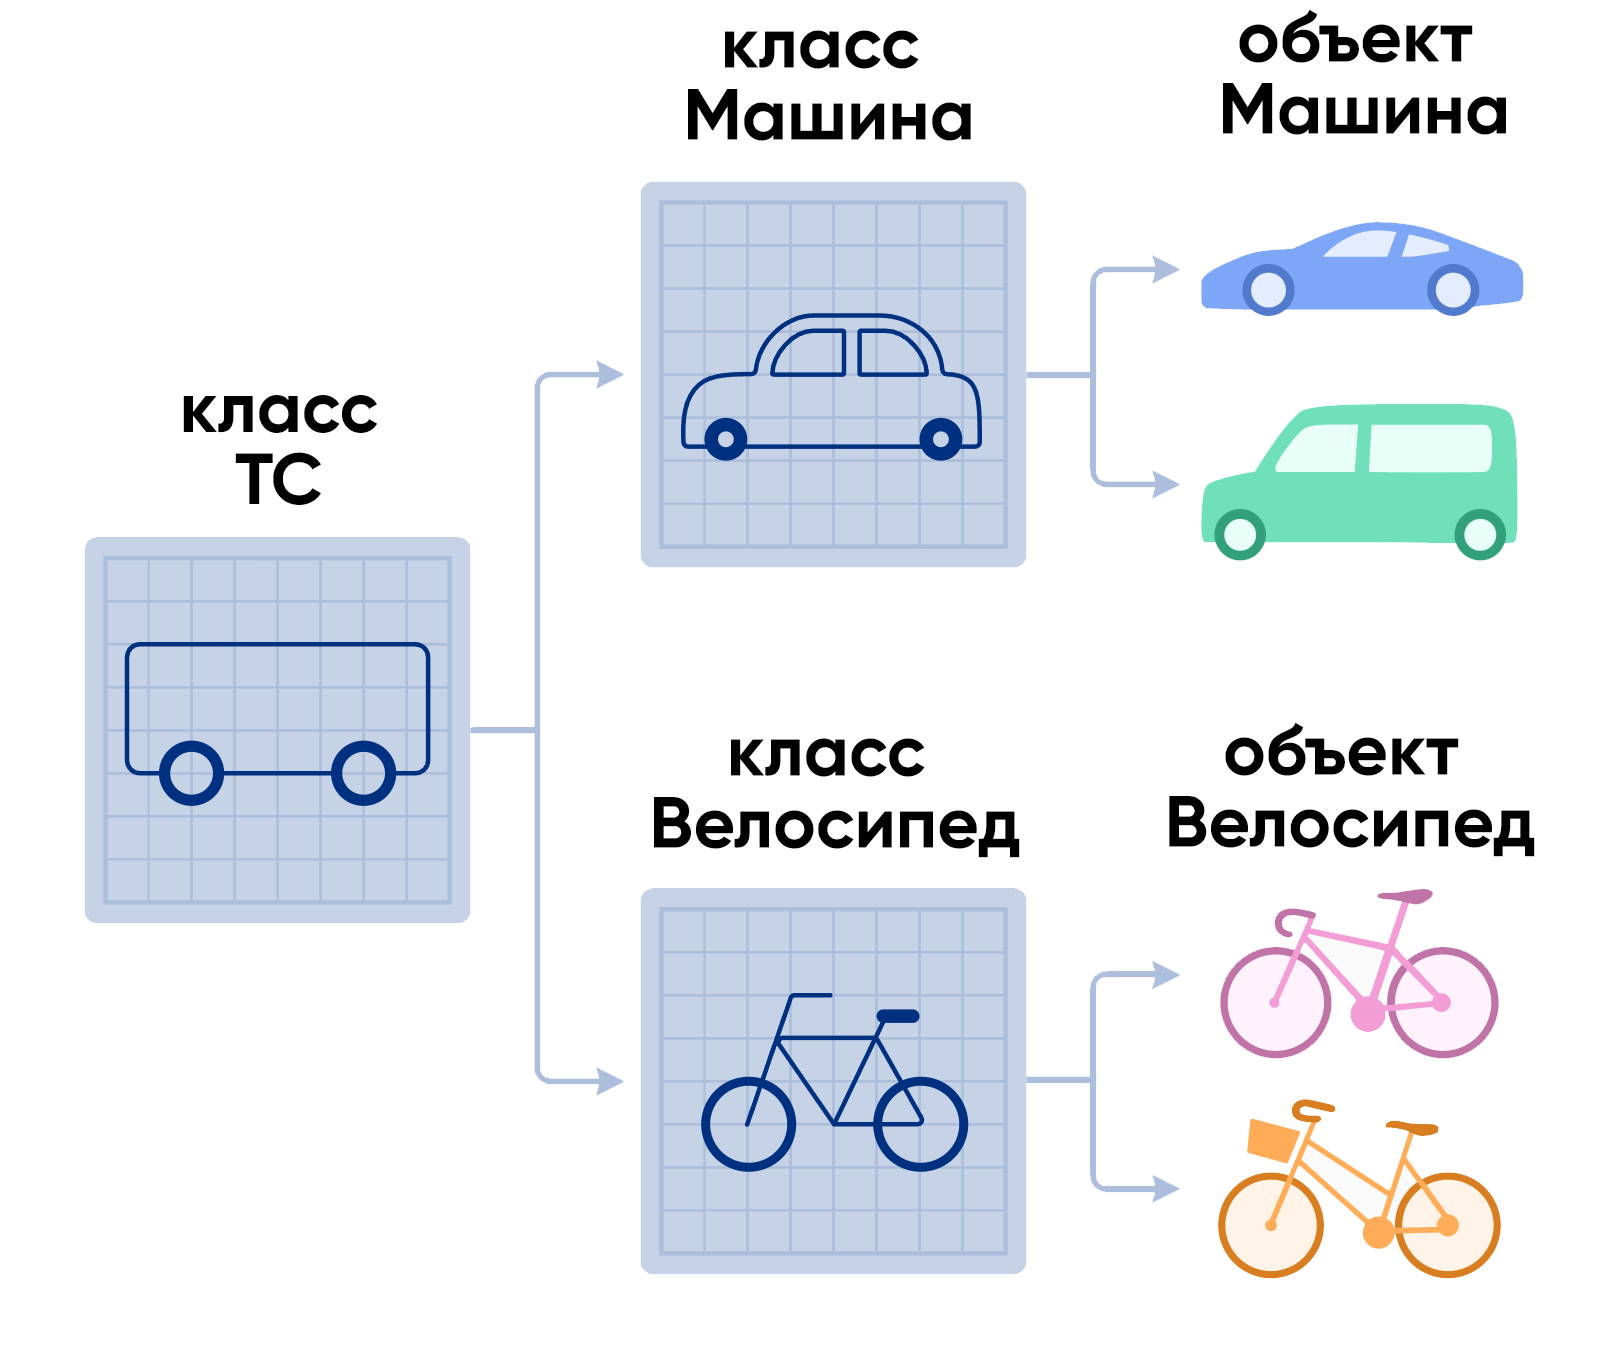 класс
ТС
класс
Машина
объект
Машина
класс
Велосипед
объект
Велосипед